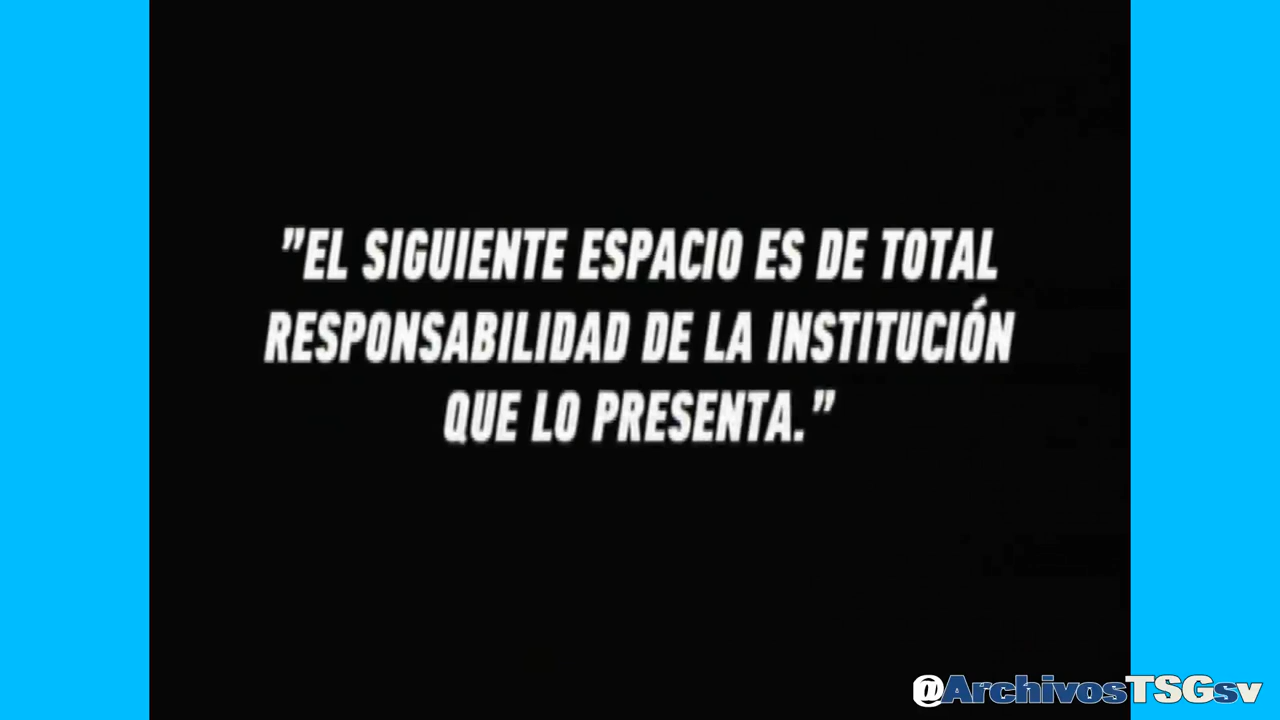 "EL SIGUIENTE ESPACIO ES DE TOTAL
RESPONSABILIDAD DE LA INSTITUCIÓN
QUE LO PRESENTA."
@ArchivosTSGsv